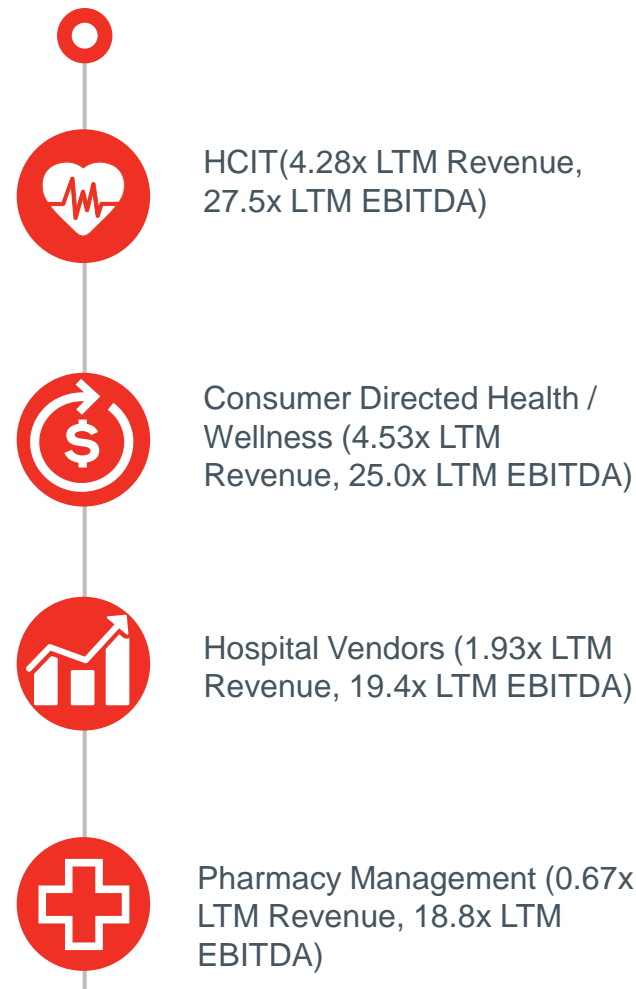 HCIT(4.28x LTM Revenue,
27.5x LTM EBITDA)
$
Consumer Directed Health /
Wellness (4.53x LTM
Revenue, 25.0x LTM EBITDA)
Hospital Vendors (1.93x LTM
Revenue, 19.4x LTM EBITDA)
Pharmacy Management (0.67x
LTM Revenue, 18.8x LTM
EBITDA)